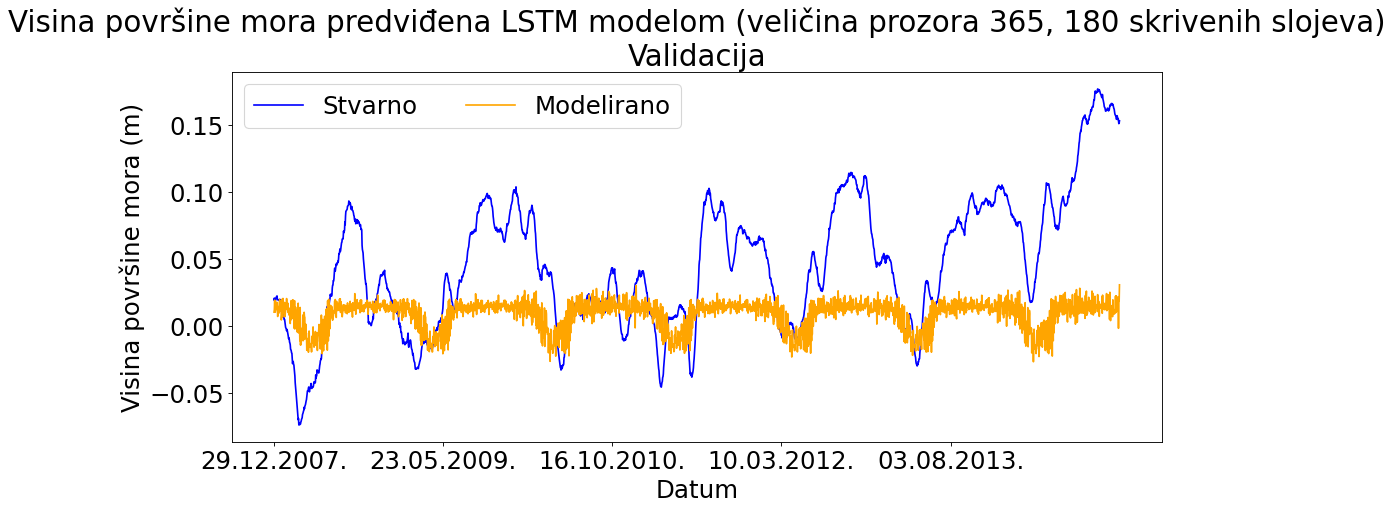 Visina površine mora predviđena LSTM modelom (veličina prozora 365, 180 skrivenih slojeva)
Validacija
Stvarno Modelirano
Visina površine mora (m)
0.15
0.10
0.05
0.00
−0.05
29.12.2007. 23.05.2009. 16.10.2010. 10.03.2012. 03.08.2013.
Datum